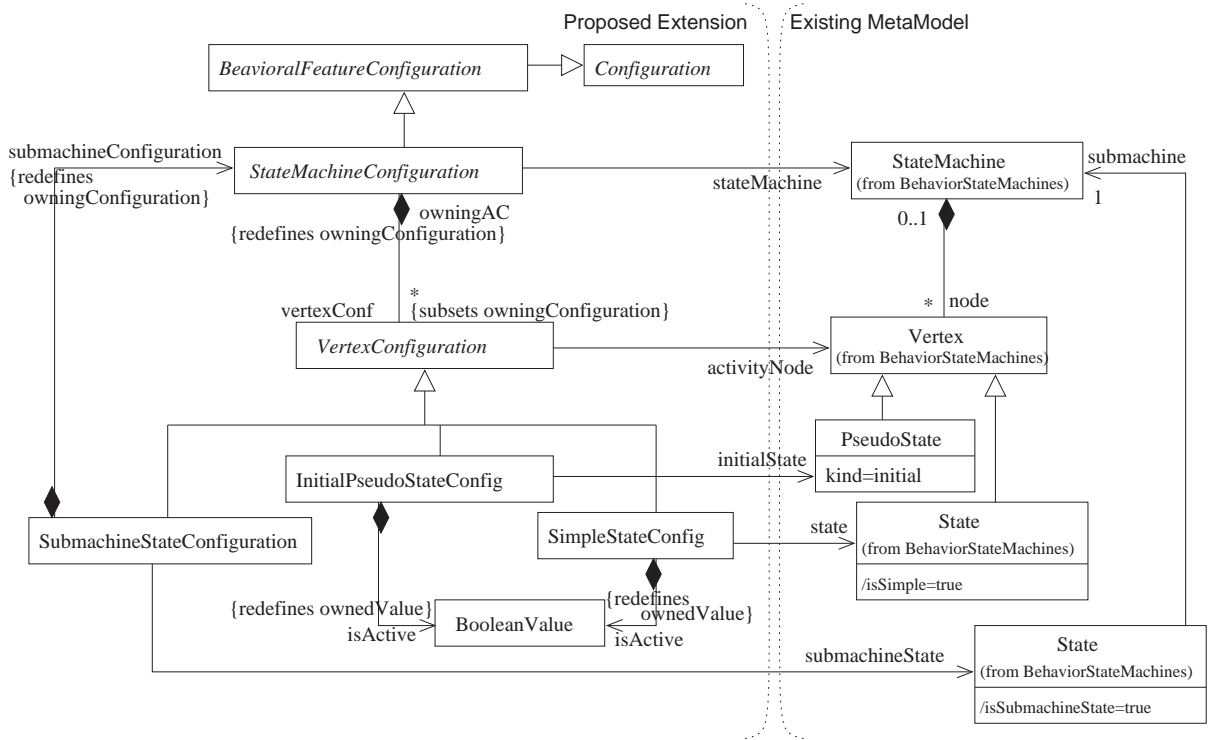 Proposed Extension
Existing MetaModel
BeavioralFeatureConfiguration
Configuration
submachineConfiguration
{redefines
owningConfiguration}
StateMachineConfiguration
stateMachine
StateMachine
(from BehaviorStateMachines)
submachine
1
owningAC
{redefines owningConfiguration}
0..1
*
vertexConf
{subsets owningConfiguration}
* node
VertexConfiguration
activityNode
Vertex
(from BehaviorStateMachines)
InitialPseudoStateConfig
initialState
PseudoState
kind=initial
SubmachineStateConfiguration
SimpleStateConfig
state
State
(from BehaviorStateMachines)
/isSimple=true
{redefines ownedValue}
isActive
BooleanValue
{redefines
ownedValue}
isActive
submachineState
State
(from BehaviorStateMachines)
/isSubmachineState=true